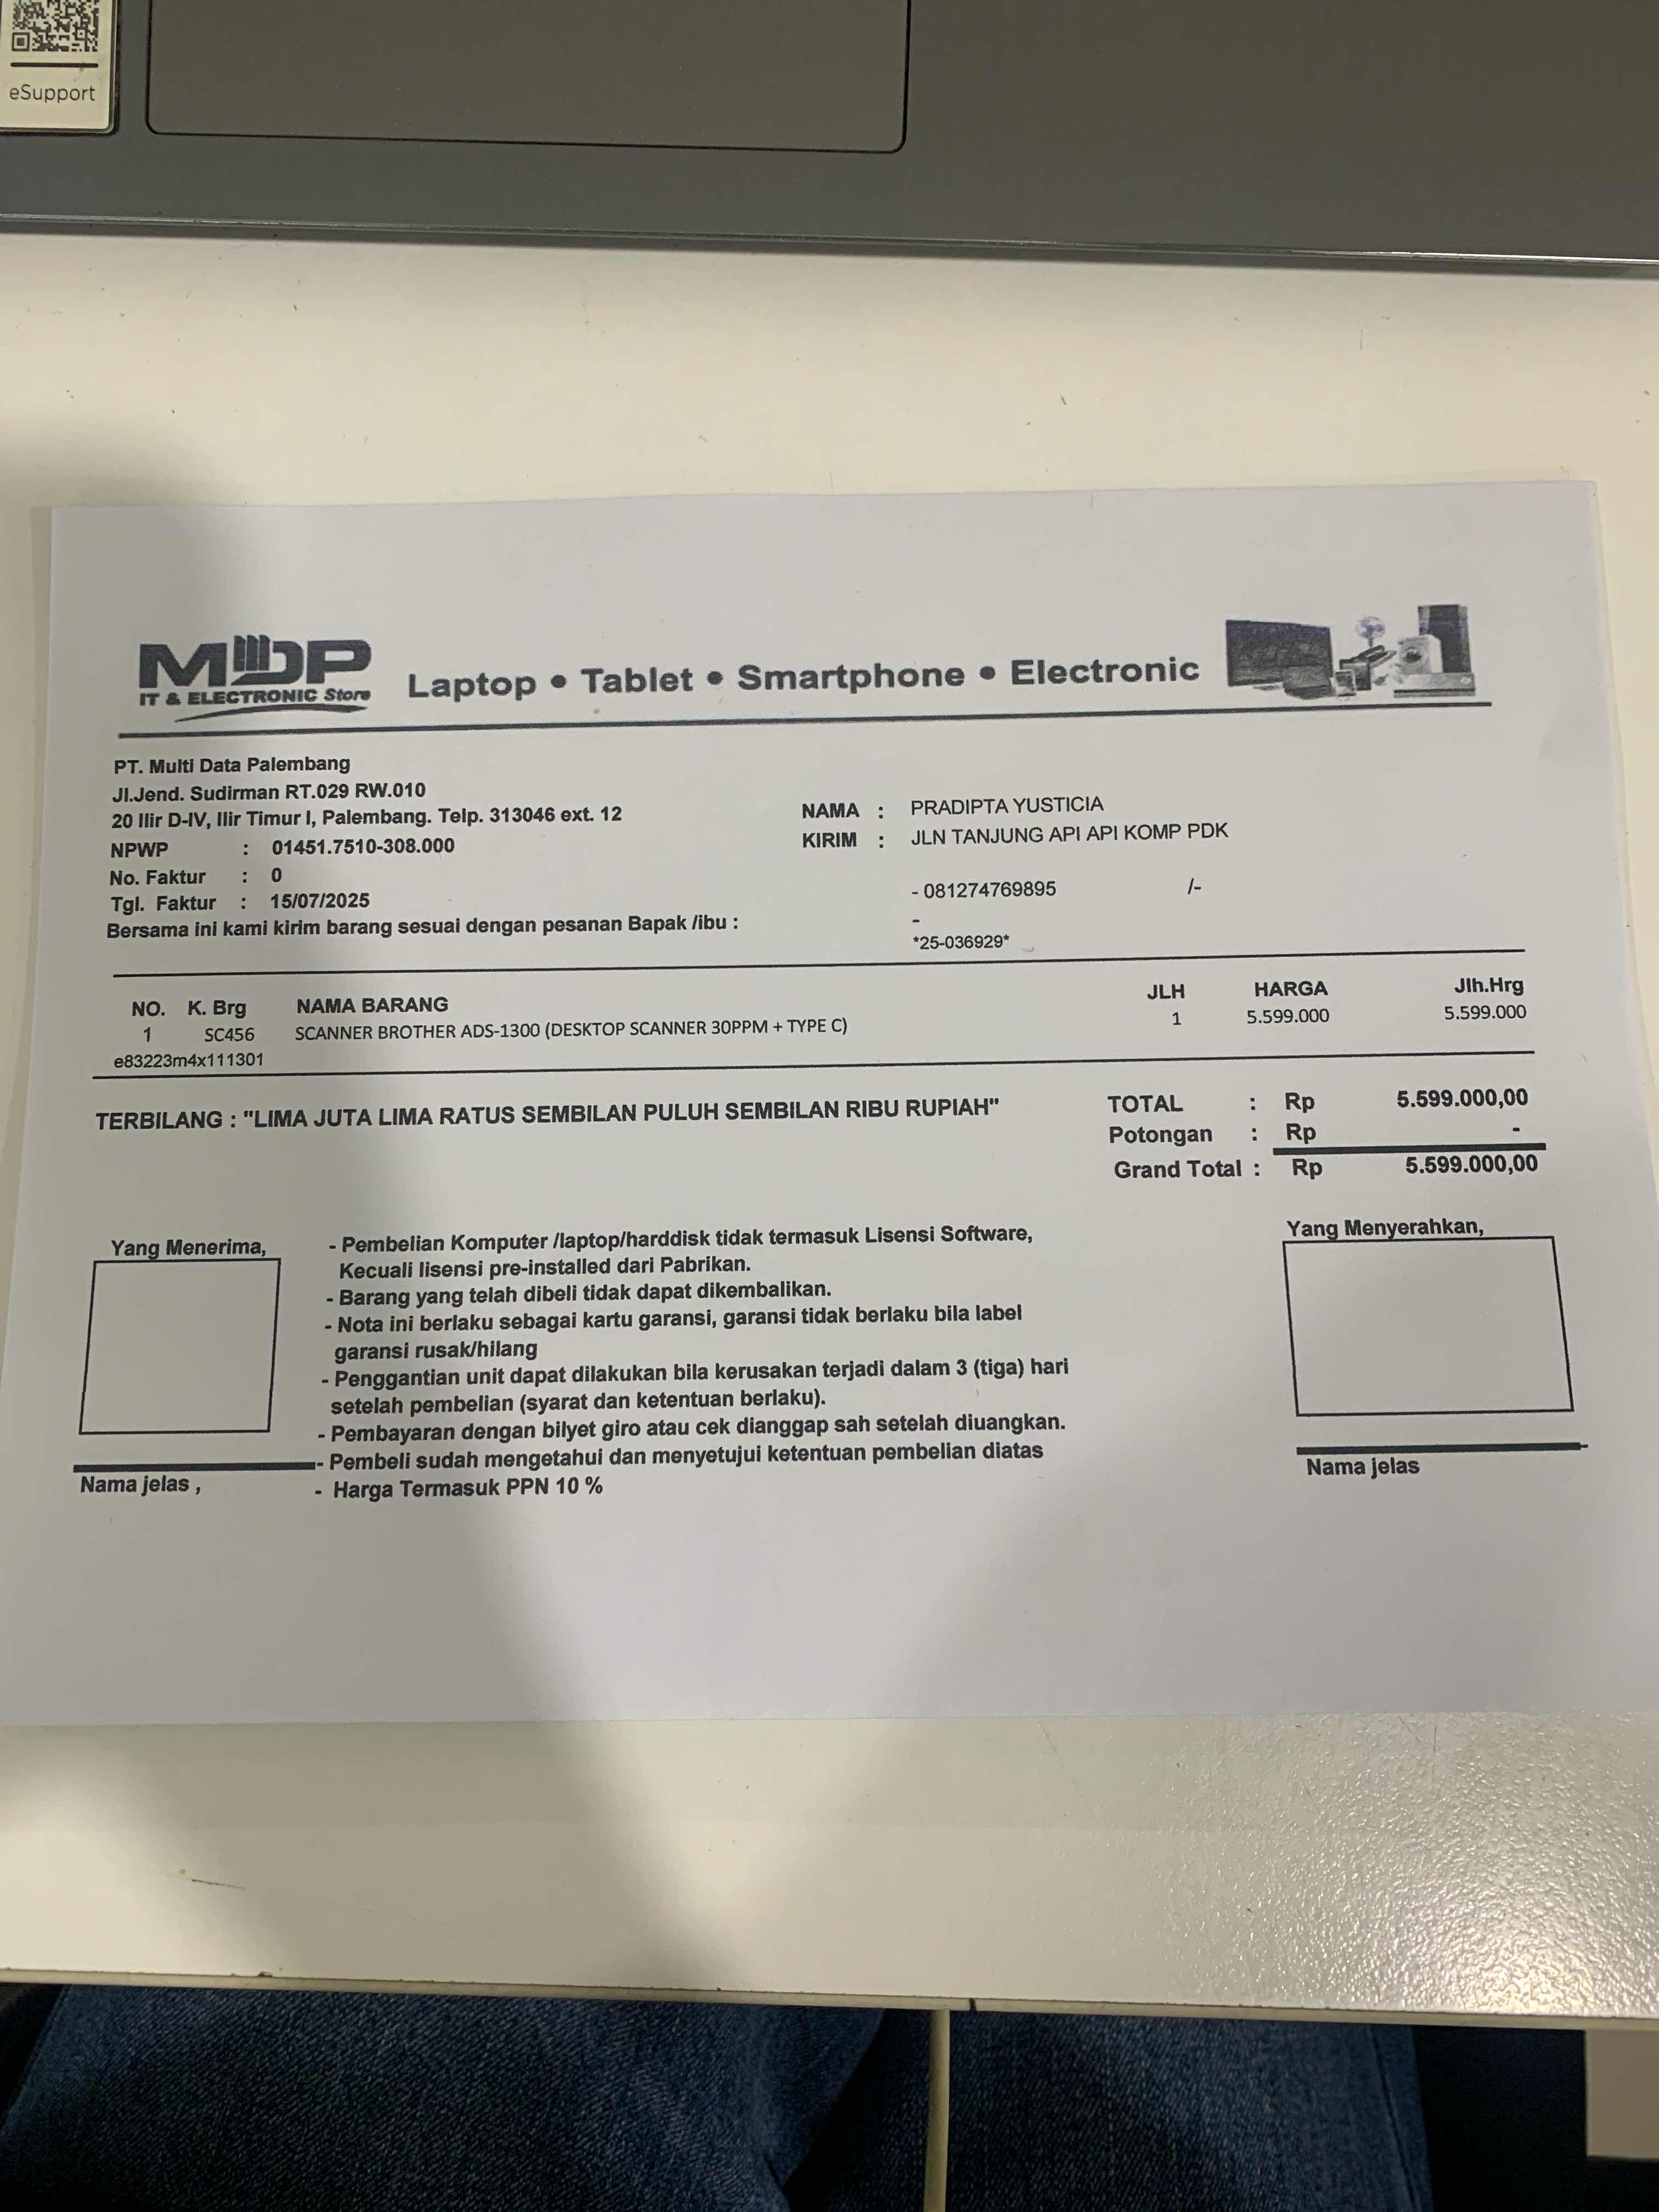 eSupport
MDP
IT & ELECTRONIC Store
Laptop • Tablet • Smartphone • Electronic
PT. Multi Data Palembang
Jl.Jend. Sudirman RT.029 RW.010
20 Ilir D-IV, Ilir Timur I, Palembang. Telp. 313046 ext. 12
NPWP : 01451.7510-308.000
No. Faktur : 0
Tgl. Faktur : 15/07/2025
Bersama ini kami kirim barang sesuai dengan pesanan Bapak /ibu :
NAMA : PRADIPTA YUSTICIA
KIRIM : JLN TANJUNG API API KOMP PDK
- 081274769895 /-
-
*25-036929*
NO. K. Brg NAMA BARANG JLH HARGA Jlh.Hrg
1 SC456 SCANNER BROTHER ADS-1300 (DESKTOP SCANNER 30PPM + TYPE C) 1 5.599.000 5.599.000
e83223m4x111301
TERBILANG : "LIMA JUTA LIMA RATUS SEMBILAN PULUH SEMBILAN RIBU RUPIAH"
TOTAL : Rp 5.599.000,00
Potongan : Rp -
Grand Total : Rp 5.599.000,00
Yang Menerima,
Nama jelas ,
- Pembelian Komputer /laptop/harddisk tidak termasuk Lisensi Software,
Kecuali lisensi pre-installed dari Pabrikan.
- Barang yang telah dibeli tidak dapat dikembalikan.
- Nota ini berlaku sebagai kartu garansi, garansi tidak berlaku bila label
garansi rusak/hilang
- Penggantian unit dapat dilakukan bila kerusakan terjadi dalam 3 (tiga) hari
setelah pembelian (syarat dan ketentuan berlaku).
- Pembayaran dengan bilyet giro atau cek dianggap sah setelah diuangkan.
- Pembeli sudah mengetahui dan menyetujui ketentuan pembelian diatas
- Harga Termasuk PPN 10 %
Yang Menyerahkan,
Nama jelas